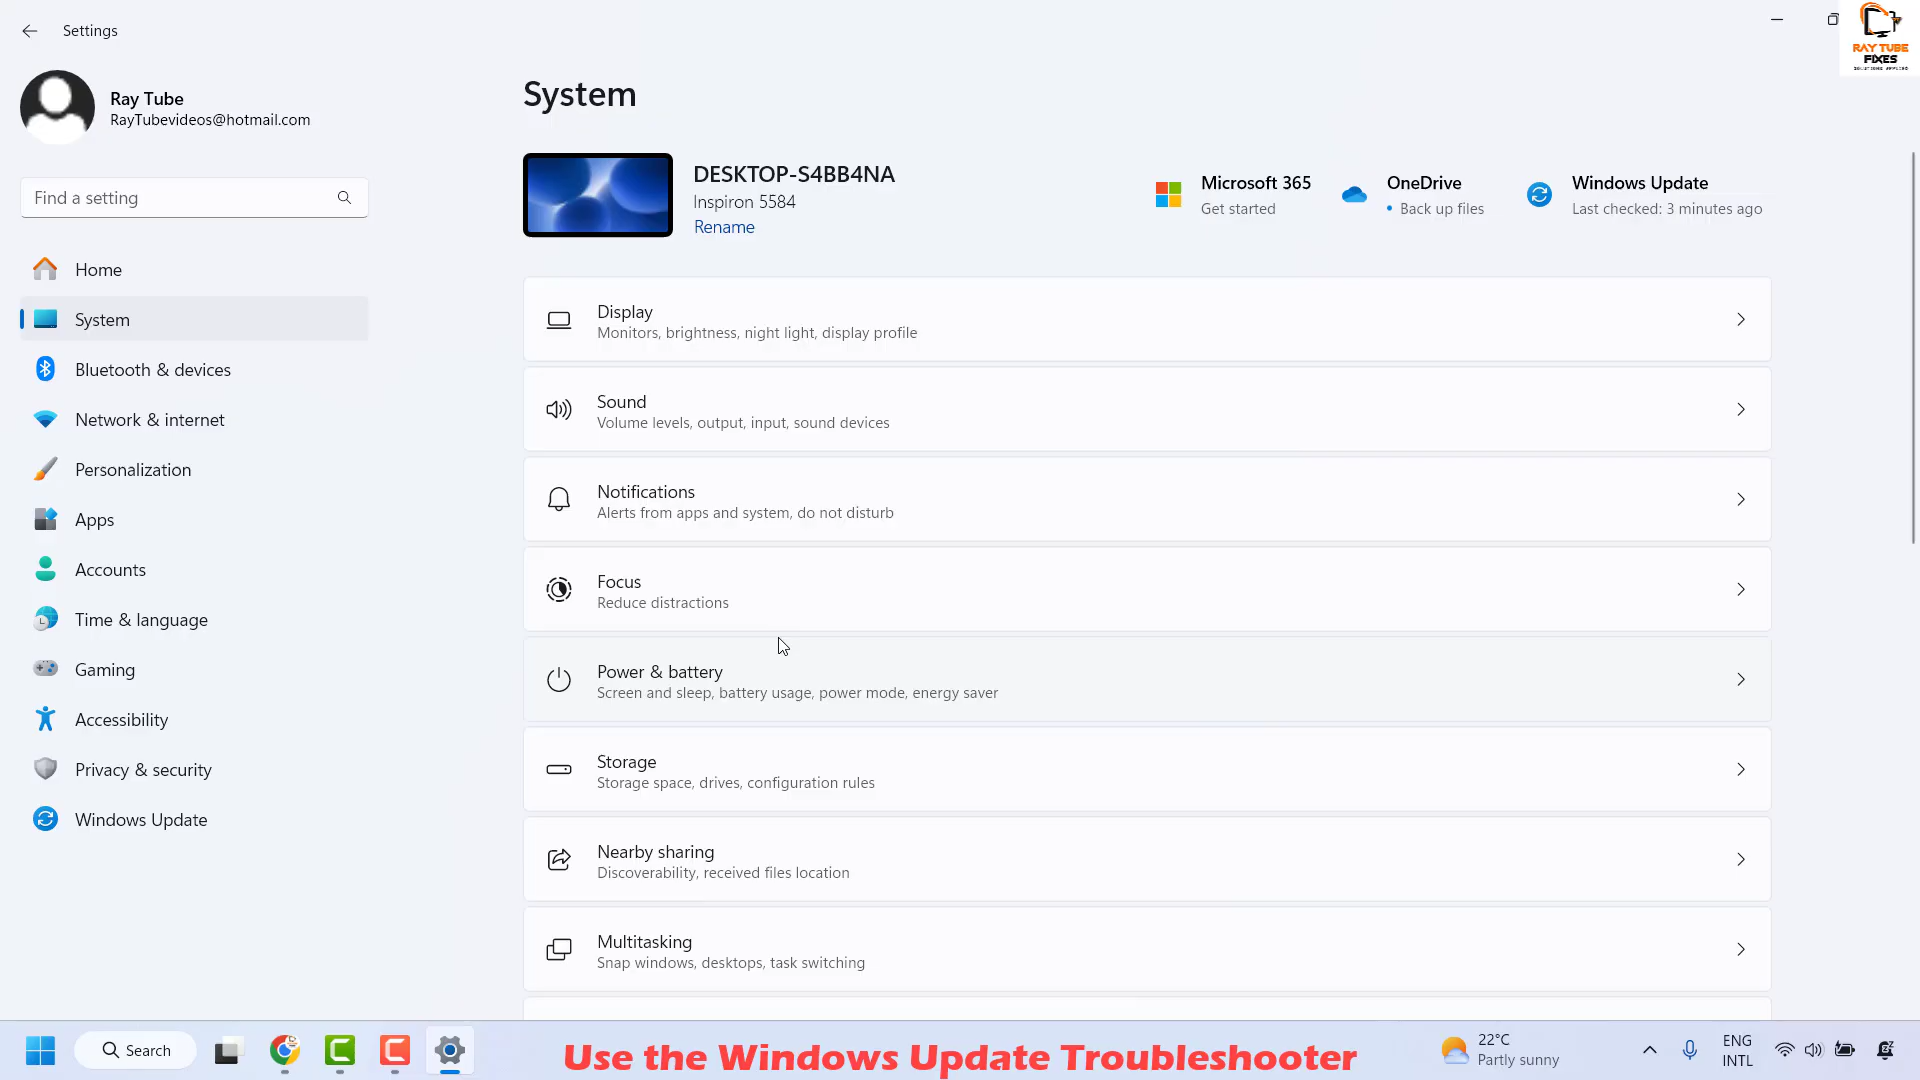 Settings
RAY TUBE
FIXES
SOLUTIONS APPLIED
Ray Tube
RayTubevideos@hotmail.com
Find a setting
Home
System
Bluetooth & devices
Network & internet
Personalization
Apps
Accounts
Time & language
Gaming
Accessibility
Privacy & security
Windows Update
System
DESKTOP-S4BB4NA
Inspiron 5584
Rename
Microsoft 365
Get started
OneDrive
• Back up files
Windows Update
Last checked: 3 minutes ago
Display
Monitors, brightness, night light, display profile
Sound
Volume levels, output, input, sound devices
Notifications
Alerts from apps and system, do not disturb
Focus
Reduce distractions
Power & battery
Screen and sleep, battery usage, power mode, energy saver
Storage
Storage space, drives, configuration rules
Nearby sharing
Discoverability, received files location
Multitasking
Snap windows, desktops, task switching
Search
Use the Windows Update Troubleshooter
22°C
Partly sunny
ENG
INTL